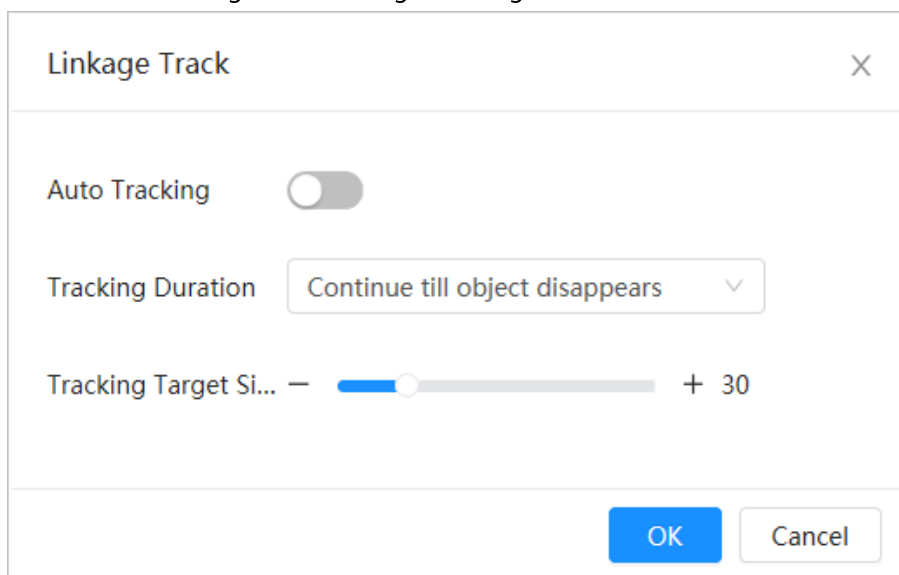 Linkage Track
Auto Tracking
Tracking Duration Continue till object disappears
Tracking Target Si... − + 30
OK Cancel